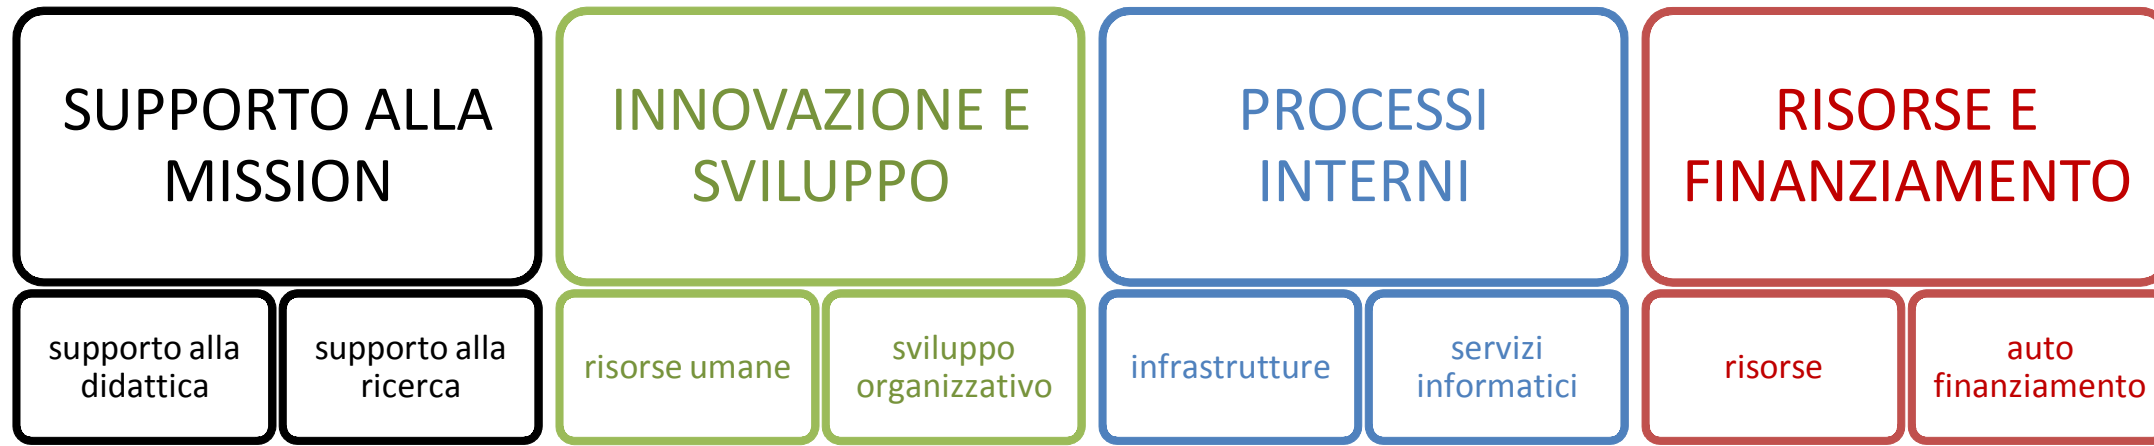 SUPPORTO ALLA
MISSION
INNOVAZIONE E
SVILUPPO
PROCESSI
INTERNI
RISORSE E
FINANZIAMENTO
supporto alla
didattica
supporto alla
ricerca
risorse umane
sviluppo
organizzativo
infrastrutture
servizi
informatici
risorse
auto
finanziamento